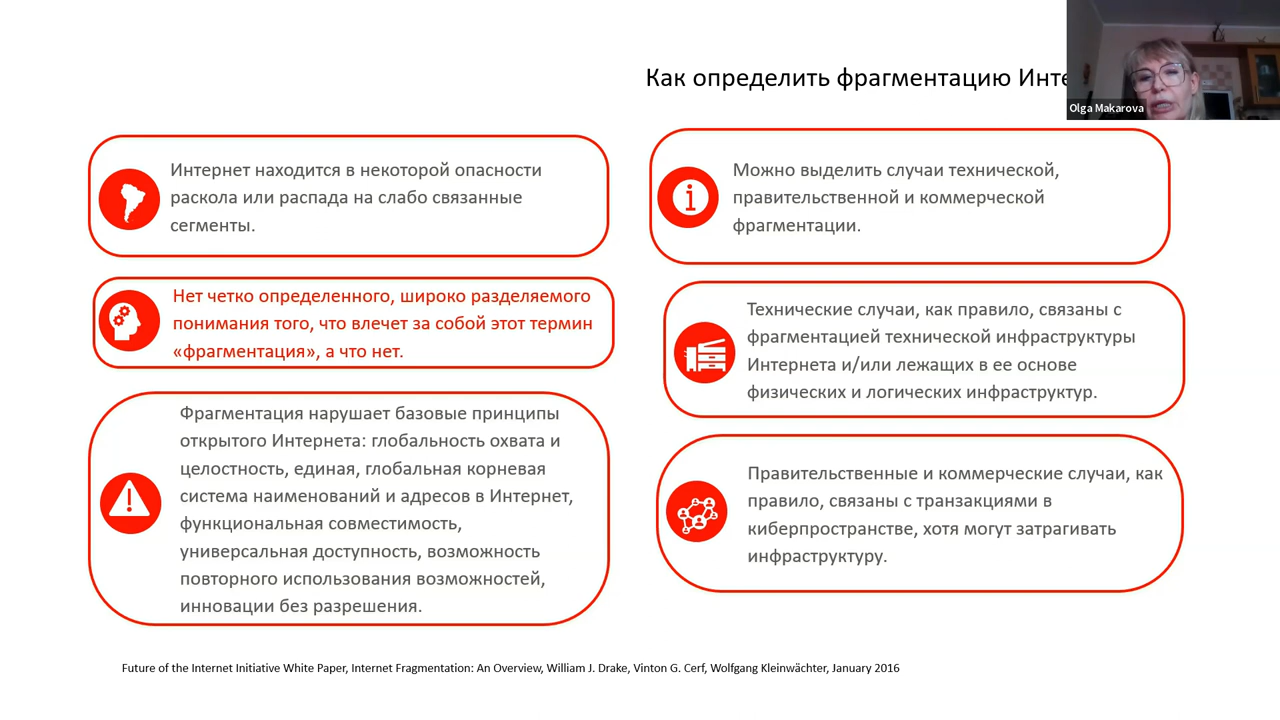 Как определить фрагментацию
Olga Makarova
Интернет находится в некоторой опасности
раскола или распада на слабо связанные
сегменты.
Нет четко определенного, широко разделяемого
понимания того, что влечет за собой этот термин
«фрагментация», а что нет.
Фрагментация нарушает базовые принципы
открытого Интернета: глобальность охвата и
целостность, единая, глобальная корневая
система наименований и адресов в Интернет,
функциональная совместимость,
универсальная доступность, возможность
повторного использования возможностей,
инновации без разрешения.
Можно выделить случаи технической,
правительственной и коммерческой
фрагментации.
Технические случаи, как правило, связаны с
фрагментацией технической инфраструктуры
Интернета и/или лежащих в ее основе
физических и логических инфраструктур.
Правительственные и коммерческие случаи, как
правило, связаны с транзакциями в
киберпространстве, хотя могут затрагивать
инфраструктуру.
Future of the Internet Initiative White Paper, Internet Fragmentation: An Overview, William J. Drake, Vinton G. Cerf, Wolfgang Kleinwächter, January 2016